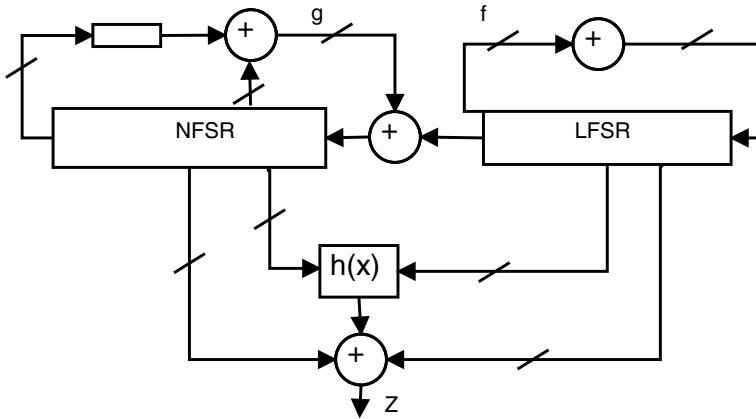 g
f
+
+
NFSR
+
LFSR
h(x)
+
Z